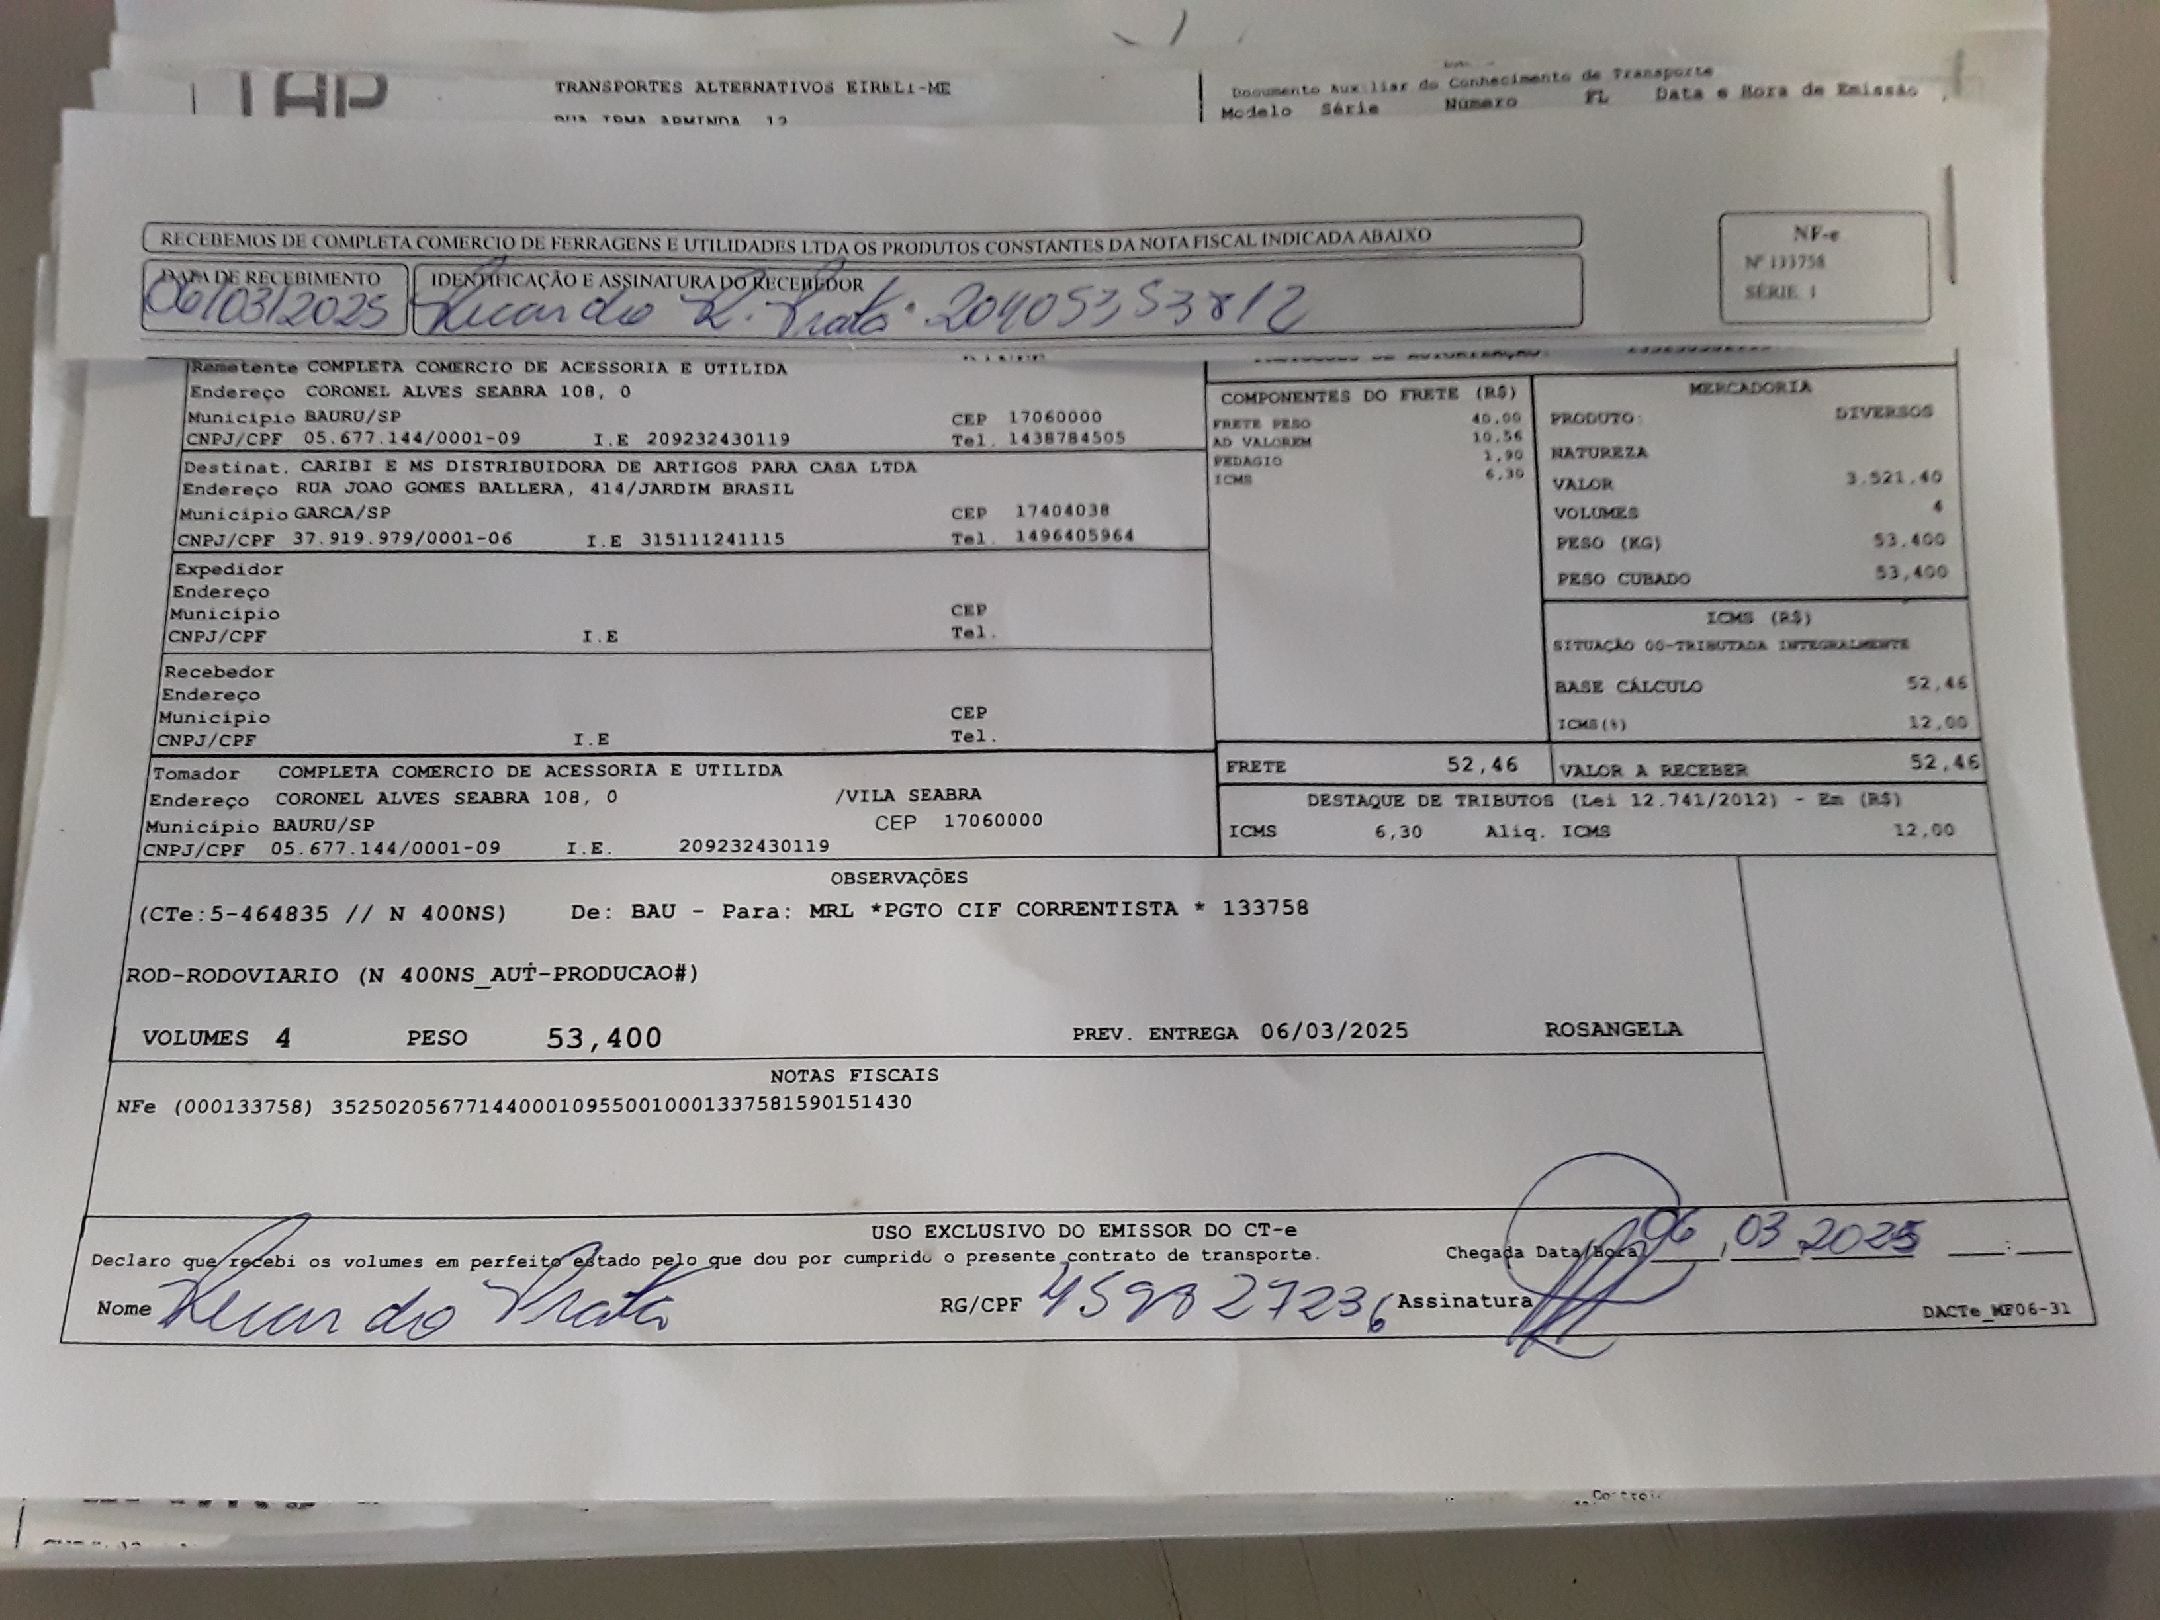 TAP
TRANSPORTES ALTERNATIVOS EIRELI-ME
Documento Auxiliar do Conhecimento de Transporte
Modelo Série Número FL Data e Hora de Emissão
RECEBEMOS DE COMPLETA COMERCIO DE FERRAGENS E UTILIDADES LTDA OS PRODUTOS CONSTANTES DA NOTA FISCAL INDICADA ABAIXO
NF-e
Nº 133758
SÉRIE 1
DATA DE RECEBIMENTO
06/03/2025
IDENTIFICAÇÃO E ASSINATURA DO RECEBEDOR
Ricardo R. Prata 20405353812
Remetente COMPLETA COMERCIO DE ACESSORIA E UTILIDA
Endereço CORONEL ALVES SEABRA 108, 0
Município BAURU/SP CEP 17060000
CNPJ/CPF 05.677.144/0001-09 I.E 209232430119 Tel. 1438784505
Destinat. CARIBI E MS DISTRIBUIDORA DE ARTIGOS PARA CASA LTDA
Endereço RUA JOAO GOMES BALLERA, 414/JARDIM BRASIL
Município GARCA/SP CEP 17404038
CNPJ/CPF 37.919.979/0001-06 I.E 315111241115 Tel. 1496405964
Expedidor
Endereço
Município CEP
CNPJ/CPF I.E Tel.
Recebedor
Endereço
Município CEP
CNPJ/CPF I.E Tel.
Tomador COMPLETA COMERCIO DE ACESSORIA E UTILIDA
Endereço CORONEL ALVES SEABRA 108, 0 /VILA SEABRA
Município BAURU/SP CEP 17060000
CNPJ/CPF 05.677.144/0001-09 I.E. 209232430119
COMPONENTES DO FRETE (R$)
FRETE PESO 40,00
AD VALOREM 10,56
PEDAGIO 1,90
ICMS 6,30
MERCADORIA
PRODUTO: DIVERSOS
NATUREZA
VALOR 3.521,40
VOLUMES 4
PESO (KG) 53,400
PESO CUBADO 53,400
ICMS (R$)
SITUAÇÃO 00-TRIBUTADA INTEGRALMENTE
BASE CÁLCULO 52,46
ICMS(%) 12,00
FRETE 52,46 VALOR A RECEBER 52,46
DESTAQUE DE TRIBUTOS (Lei 12.741/2012) - Em (R$)
ICMS 6,30 Aliq. ICMS 12,00
OBSERVAÇÕES
(CTe:5-464835 // N 400NS) De: BAU - Para: MRL *PGTO CIF CORRENTISTA * 133758
ROD-RODOVIARIO (N 400NS_AUT-PRODUCAO#)
VOLUMES 4 PESO 53,400 PREV. ENTREGA 06/03/2025 ROSANGELA
NOTAS FISCAIS
NFe (000133758) 35250205677144000109550010001337581590151430
USO EXCLUSIVO DO EMISSOR DO CT-e
Declaro que recebi os volumes em perfeito estado pelo que dou por cumprido o presente contrato de transporte. Chegada Data/Hora 06/03/2025 __:__
Nome Ricardo Prata RG/CPF 459827236 Assinatura
DACTe_MF06-31